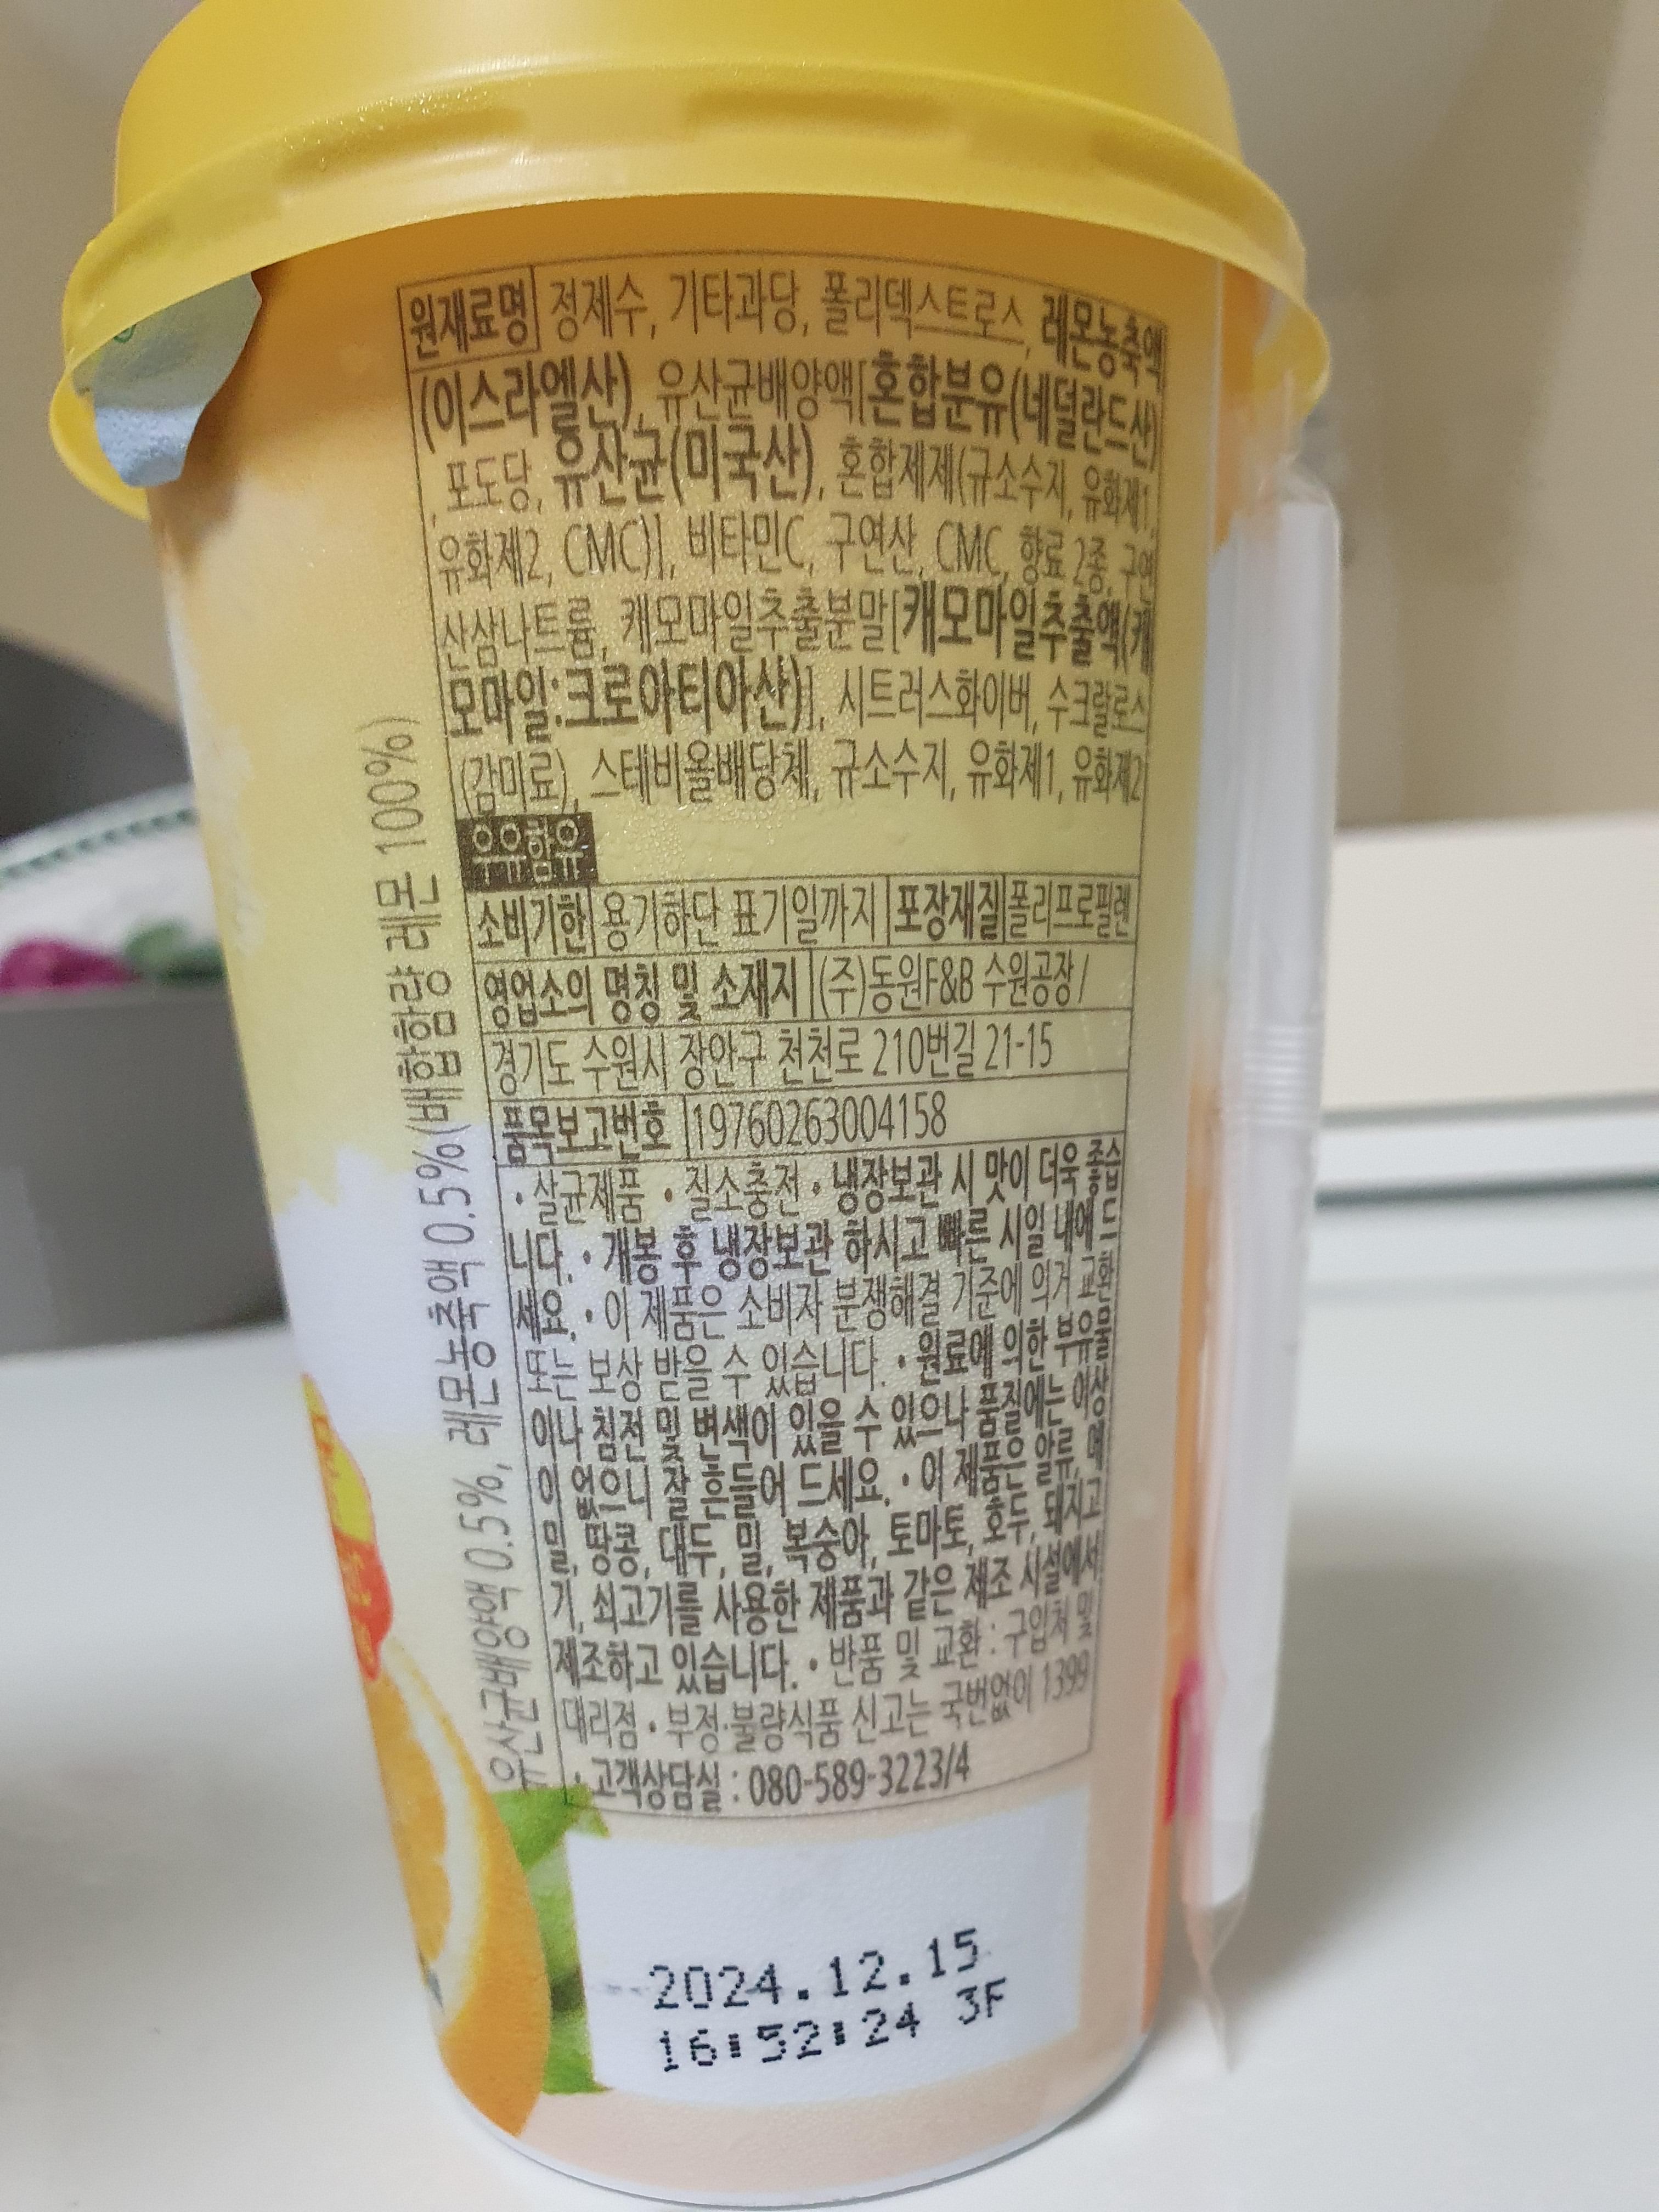 원재료명 정제수, 기타과당, 폴리덱스트로스, 레몬농축액
(이스라엘산), 유산균배양액[혼합분유(네덜란드산)
, 포도당, 유산균(미국산), 혼합제제(규소수지, 유화제1,
유화제2, CMC)], 비타민C, 구연산, CMC, 향료 2종, 구연
산삼나트륨, 캐모마일추출분말[캐모마일추출액(캐
모마일:크로아티아산)], 시트러스화이버, 수크랄로스
(감미료), 스테비올배당체, 규소수지, 유화제1, 유화제2
우유함유
소비기한 용기하단 표기일까지 포장재질 폴리프로필렌
영업소의 명칭 및 소재지 (주)동원F&B 수원공장 /
경기도 수원시 장안구 천천로 210번길 21-15
품목보고번호 19760263004158
• 살균제품 • 질소충전 • 냉장보관 시 맛이 더욱 좋습
니다. • 개봉 후 냉장보관 하시고 빠른 시일 내에 드
세요. • 이 제품은 소비자 분쟁해결 기준에 의거 교환
또는 보상 받을 수 있습니다. • 원료에 의한 부유물
이나 침전 및 변색이 있을 수 있으나 품질에는 이상
이 없으니 잘 흔들어 드세요. • 이 제품은 알류, 메
밀, 땅콩, 대두, 밀, 복숭아, 토마토, 호두, 돼지고
기, 쇠고기를 사용한 제품과 같은 제조 시설에서
제조하고 있습니다. • 반품 및 교환 : 구입처 및
대리점 • 부정·불량식품 신고는 국번없이 1399
• 고객상담실 : 080-589-3223/4
유산균배양액 0.5%, 레몬농축액 0.5%(배합함량 레몬 100%)
2024.12.15
16:52:24 3F